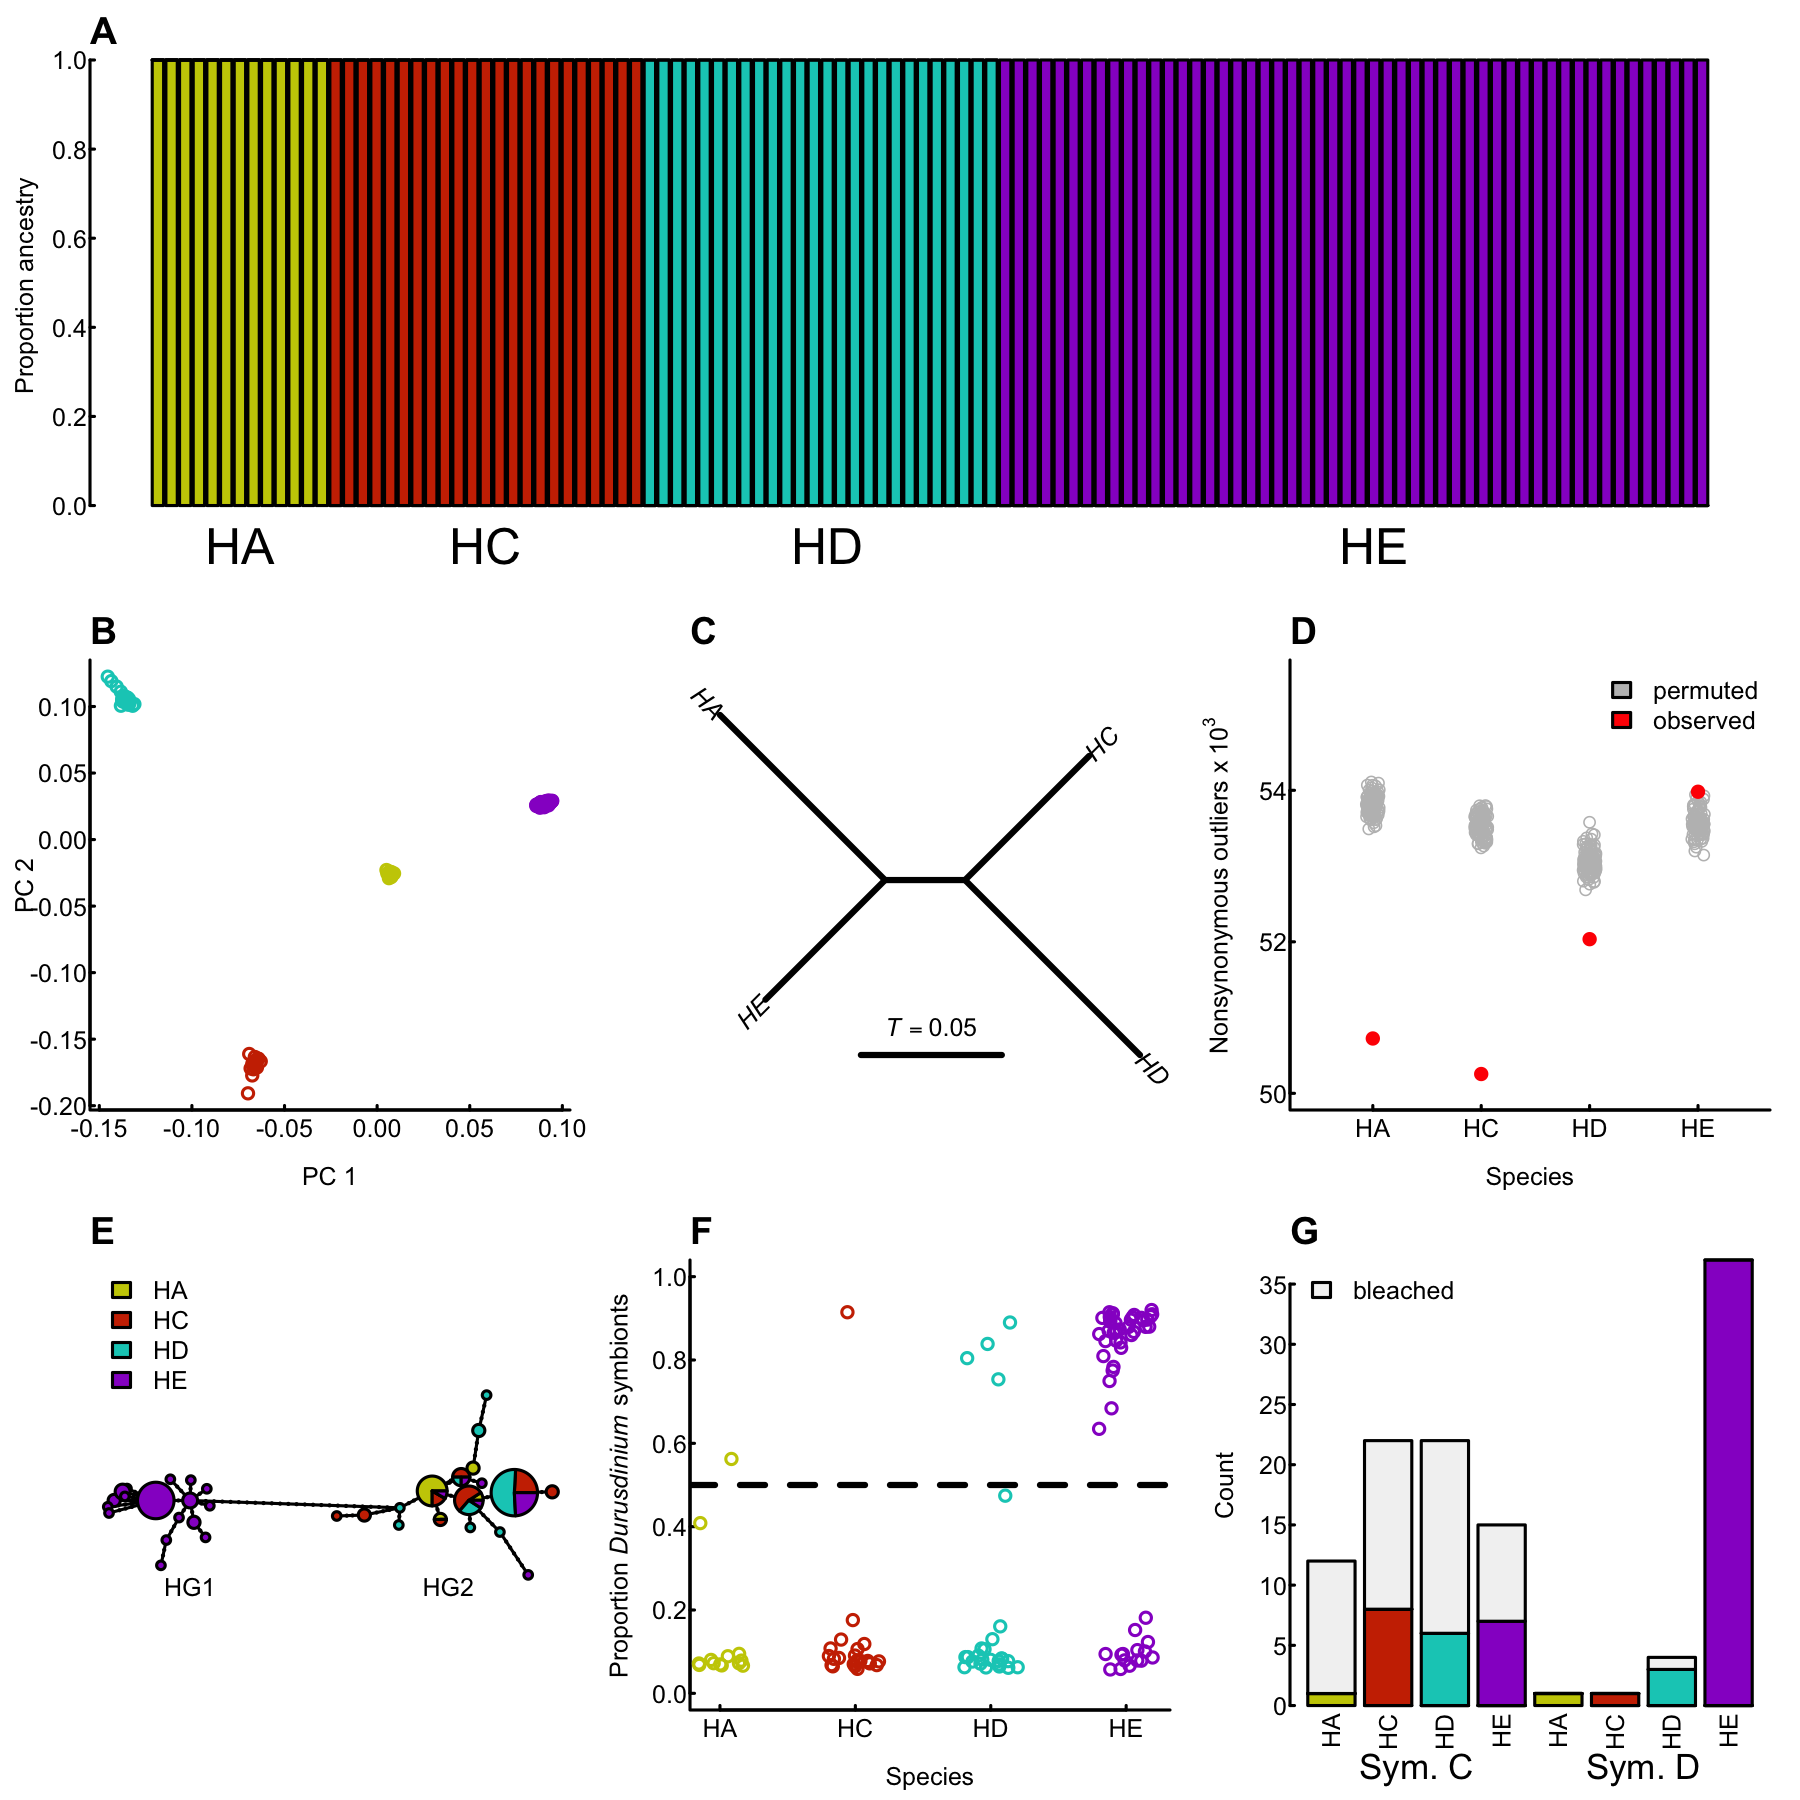 A
1.0
0.8
0.6
0.4
0.2
0.0
Proportion ancestry
HA HC HD HE
B
0.10
0.05
0.00
-0.05
-0.10
-0.15
-0.20
PC 2
-0.15 -0.10 -0.05 0.00 0.05 0.10
PC 1
C
HA
HC
HE
HD
T = 0.05
D
permuted
observed
54
52
50
Nonsynonymous outliers x 10³
HA HC HD HE
Species
E
HA
HC
HD
HE
HG1 HG2
F
1.0
0.8
0.6
0.4
0.2
0.0
Proportion Durusdinium symbionts
HA HC HD HE
Species
G
bleached
35
30
25
20
15
10
5
0
Count
HA HC HD HE HA HC HD HE
Sym. C Sym. D